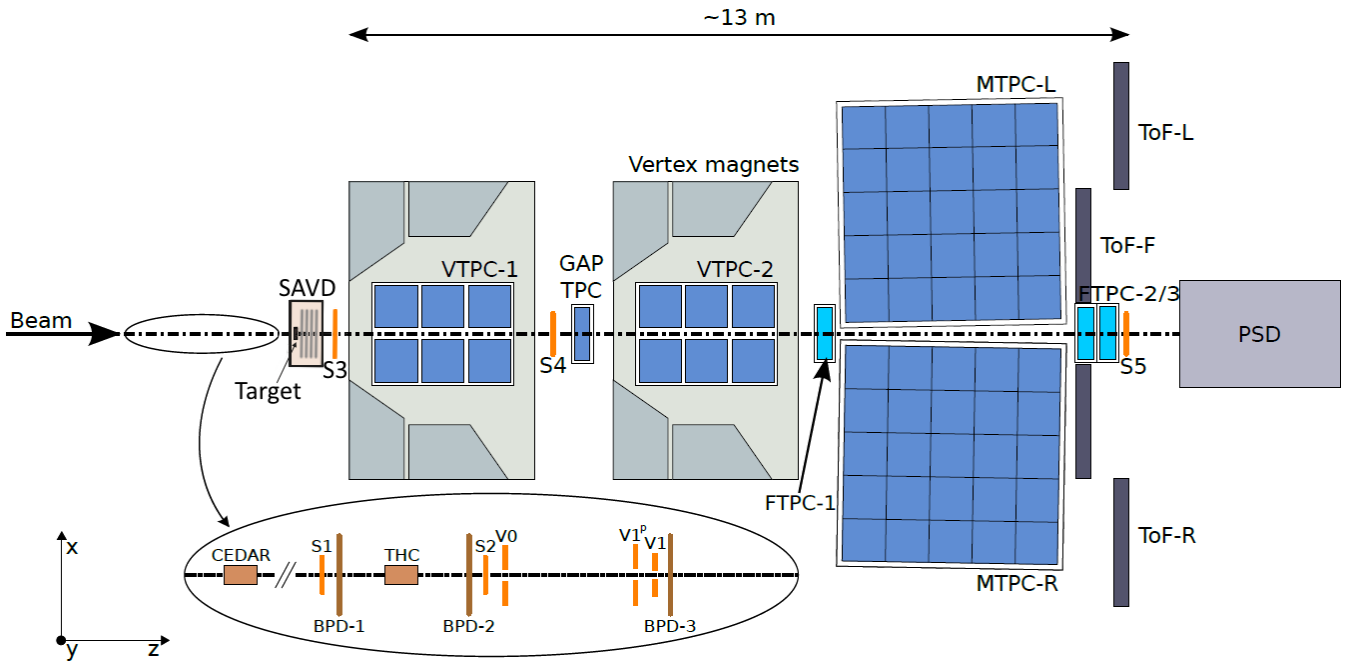 ~13 m
MTPC-L
ToF-L
Vertex magnets
ToF-F
GAP
TPC
VTPC-1
VTPC-2
SAVD
FTPC-2/3
Beam
PSD
S3
S4
S5
Target
FTPC-1
ToF-R
MTPC-R
x
y
z
CEDAR
S1
THC
S2
V0
V1p
V1
BPD-1
BPD-2
BPD-3